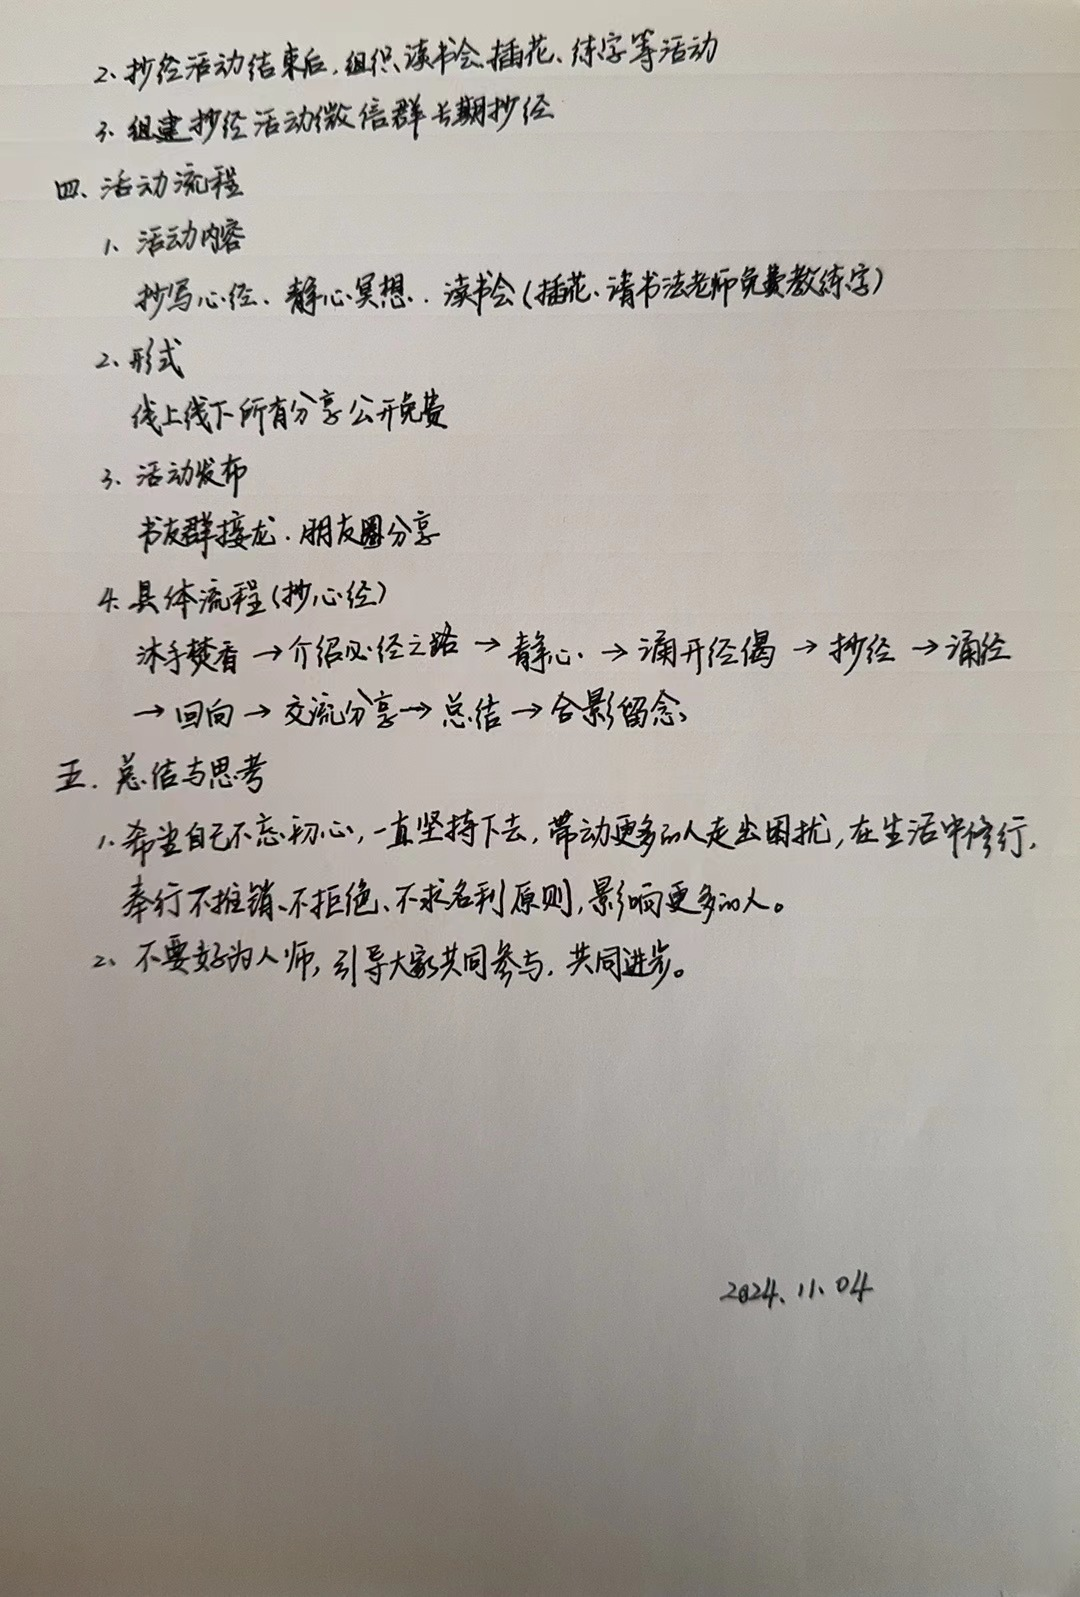 2、抄经活动结束后,组织读书会、插花、练字等活动
3、组建抄经活动微信群长期抄经
四、活动流程
1、活动内容
抄写心经、静心冥想、读书会(插花、请书法老师免费教练字)
2、形式
线上线下所有分享公开免费
3、活动发布
书友群接龙、朋友圈分享
4、具体流程(抄心经)
沐手焚香→介绍必经之路→静心→诵开经偈→抄经→诵经
→回向→交流分享→总结→合影留念、
五、总结与思考
1、希望自己不忘初心,一直坚持下去,带动更多的人走出困扰,在生活中修行,
奉行不推销、不拒绝、不求名利原则,影响更多的人。
2、不要好为人师,引导大家共同参与,共同进步。
2024、11、04